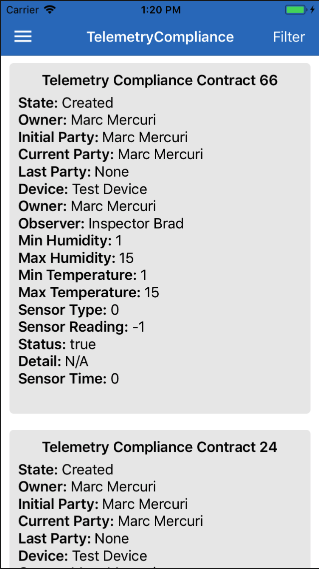 Carrier 1:20 PM
TelemetryCompliance Filter
Telemetry Compliance Contract 66
State: Created
Owner: Marc Mercuri
Initial Party: Marc Mercuri
Current Party: Marc Mercuri
Last Party: None
Device: Test Device
Owner: Marc Mercuri
Observer: Inspector Brad
Min Humidity: 1
Max Humidity: 15
Min Temperature: 1
Max Temperature: 15
Sensor Type: 0
Sensor Reading: -1
Status: true
Detail: N/A
Sensor Time: 0
Telemetry Compliance Contract 24
State: Created
Owner: Marc Mercuri
Initial Party: Marc Mercuri
Current Party: Marc Mercuri
Last Party: None
Device: Test Device